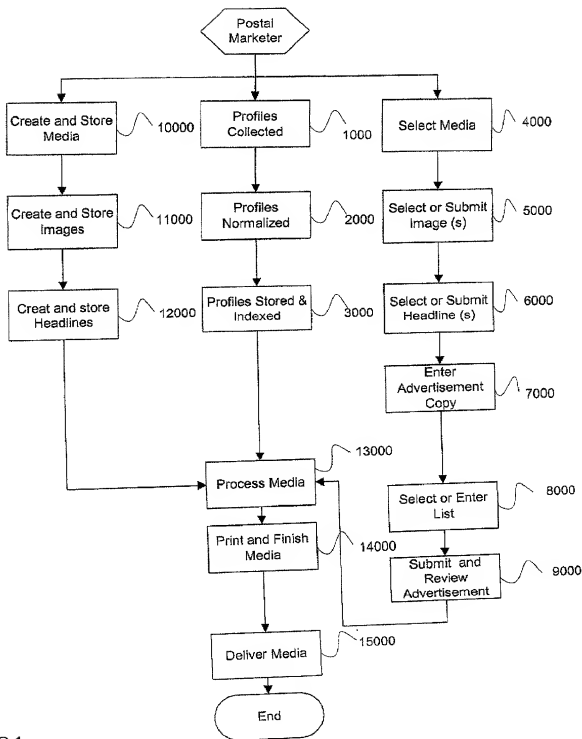 Postal
Marketer
Create and Store
Media
10000
Profiles
Collected
1000
Select Media
4000
Create and Store
Images
11000
Profiles
Normalized
2000
Select or Submit
Image (s)
5000
Creat and store
Headlines
12000
Profiles Stored &
Indexed
3000
Select or Submit
Headline (s)
6000
Enter
Advertisement
Copy
7000
Process Media
13000
Select or Enter
List
8000
Print and Finish
Media
14000
Submit and
Review
Advertisement
9000
Deliver Media
15000
End